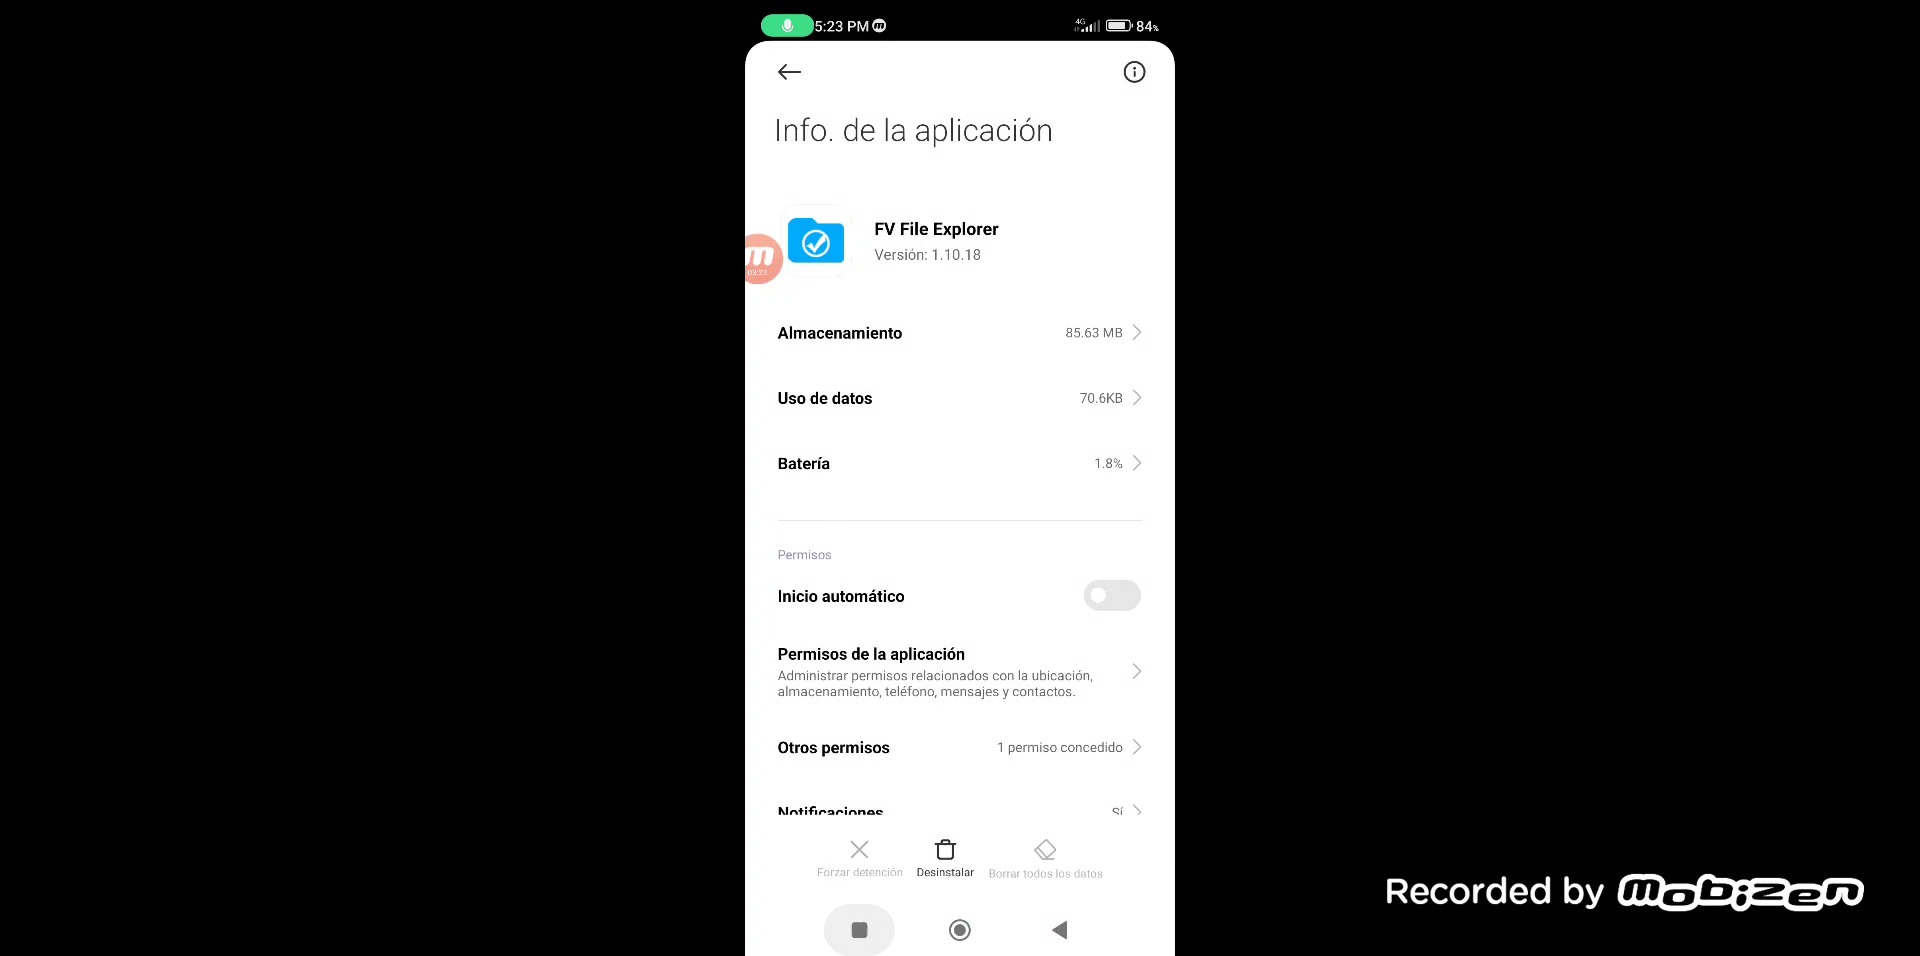 5:23 PM
4G
84%
Info. de la aplicación
FV File Explorer
Versión: 1.10.18
m
03:22
Almacenamiento 85.63 MB
Uso de datos 70.6KB
Batería 1.8%
Permisos
Inicio automático
Permisos de la aplicación
Administrar permisos relacionados con la ubicación,
almacenamiento, teléfono, mensajes y contactos.
Otros permisos 1 permiso concedido
Notificaciones Sí
Forzar detención Desinstalar Borrar todos los datos
Recorded by mobizen